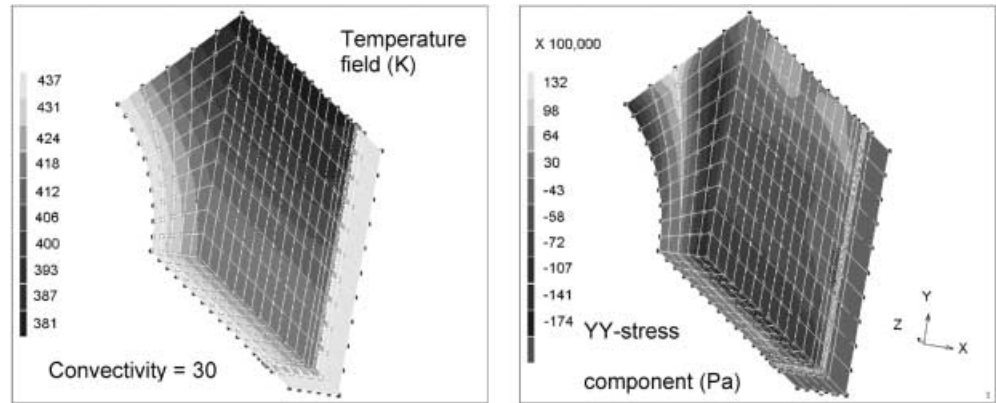 Temperature
field (K)
437
431
424
418
412
406
400
393
387
381
Convectivity = 30
X 100,000
132
98
64
30
-43
-58
-72
-107
-141
-174
YY-stress
component (Pa)
Y
Z
X
1